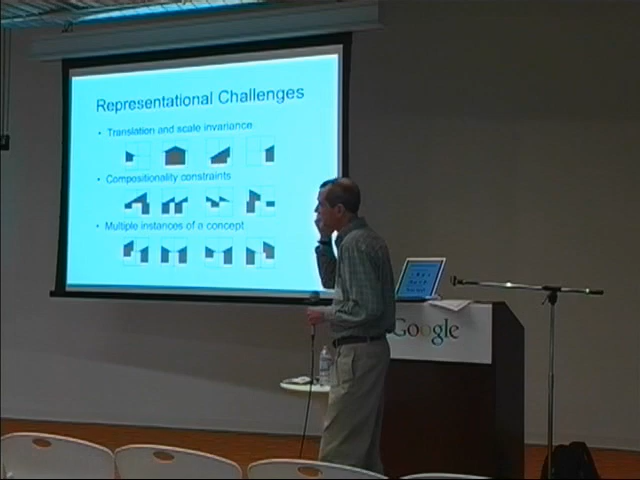 Representational Challenges
• Translation and scale invariance
• Compositionality constraints
• Multiple instances of a concept
Google